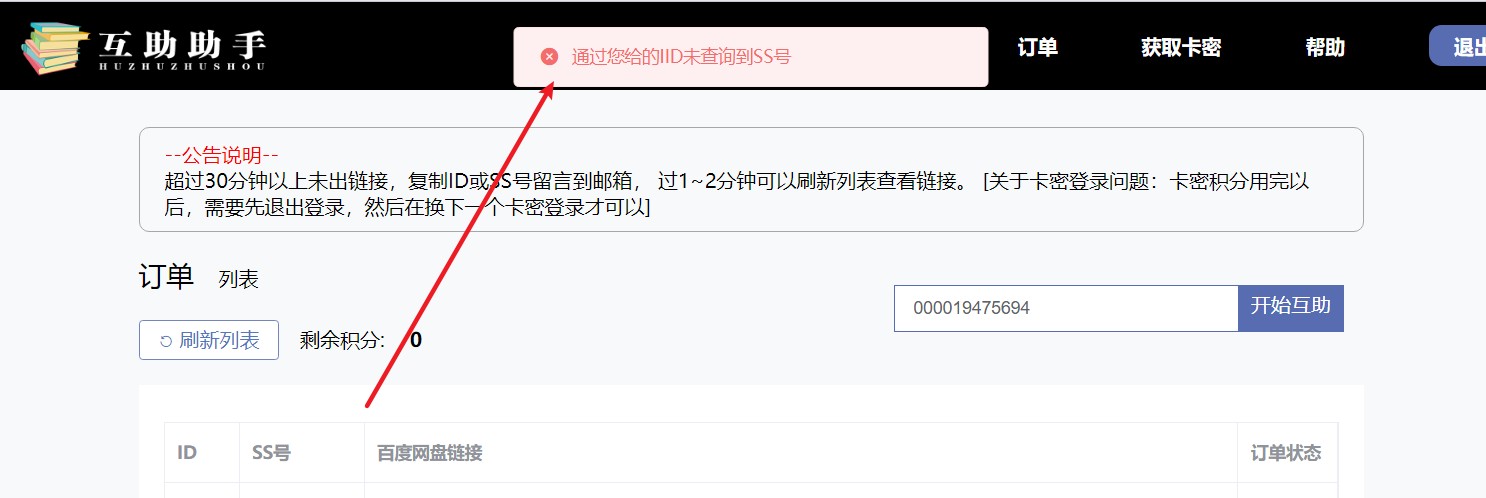 互助助手
HUZHUZHUSHOU
通过您给的IID未查询到SS号
订单
获取卡密
帮助
退出
--公告说明--
超过30分钟以上未出链接，复制ID或SS号留言到邮箱， 过1~2分钟可以刷新列表查看链接。 [关于卡密登录问题：卡密积分用完以
后，需要先退出登录，然后在换下一个卡密登录才可以]
订单 列表
000019475694
开始互助
刷新列表
剩余积分: 0
ID
SS号
百度网盘链接
订单状态